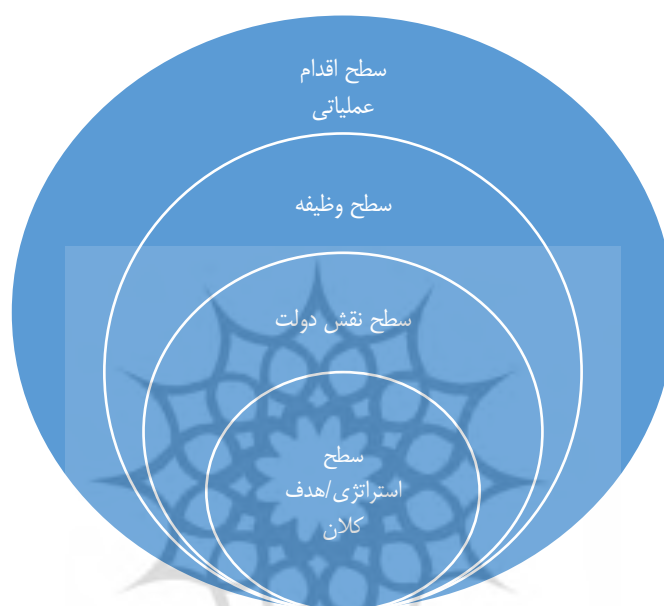 سطح اقدام
عملیاتی
سطح وظیفه
سطح نقش دولت
سطح
استراتژی/هدف
کلان